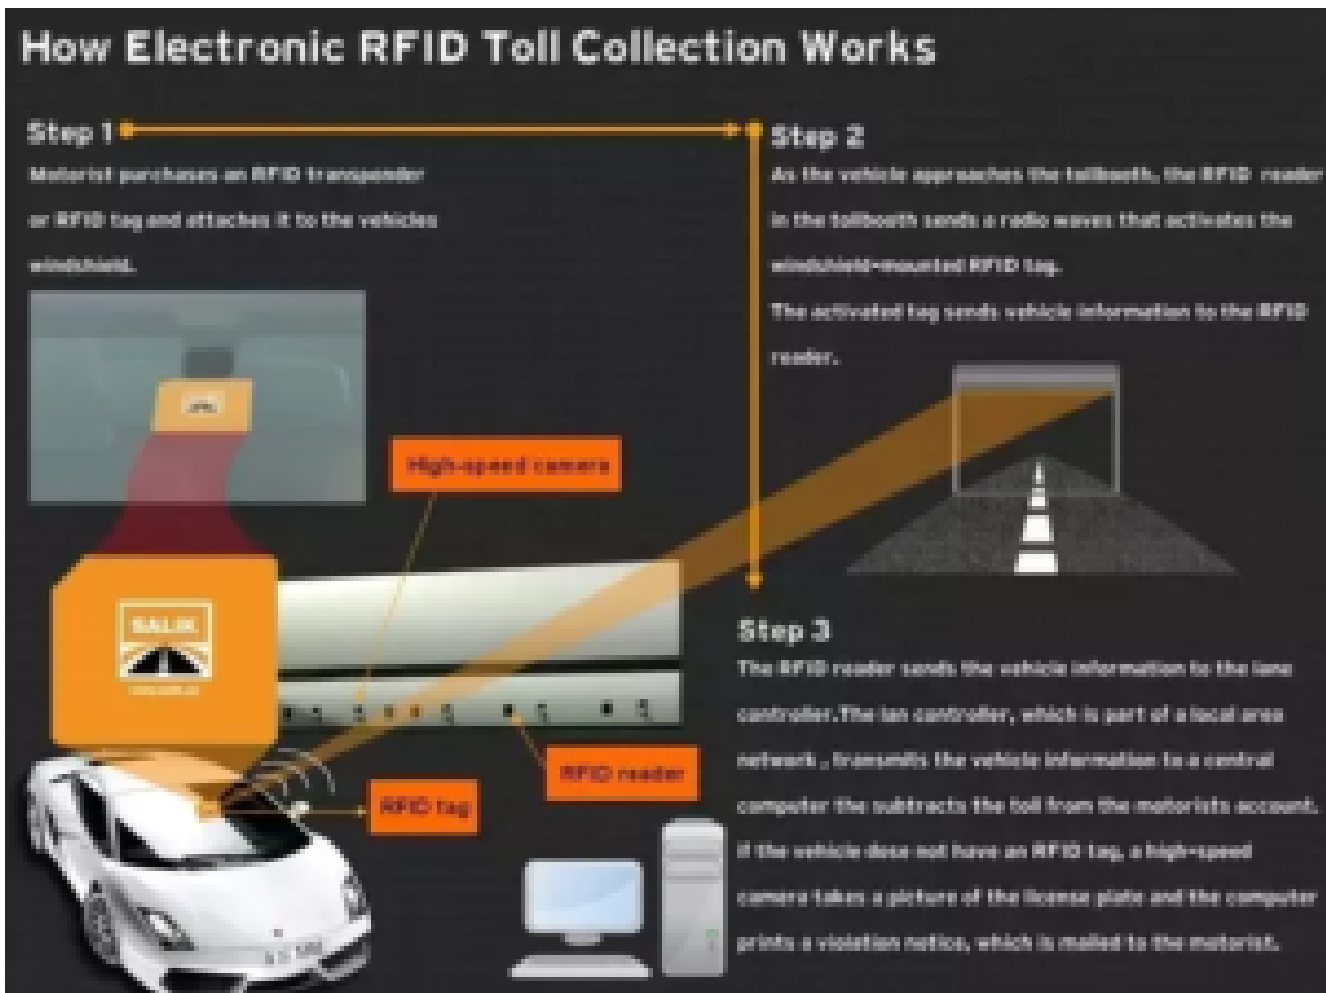 How Electronic RFID Toll Collection Works
Step 1
Motorist purchases an RFID transponder
or RFID tag and attaches it to the vehicles
windshield.
Step 2
As the vehicle approaches the tollbooth, the RFID reader
in the tollbooth sends a radio waves that activates the
windshield-mounted RFID tag.
The activated tag sends vehicle information to the RFID
reader.
High-speed camera
SALIK
RFID reader
RFID tag
Step 3
The RFID reader sends the vehicle information to the lane
controller.The lan controller, which is part of a local area
network , transmits the vehicle information to a central
computer the subtracts the toll from the motorists account.
if the vehicle dose not have an RFID tag, a high-speed
camera takes a picture of the license plate and the computer
prints a violation notice, which is mailed to the motorist.